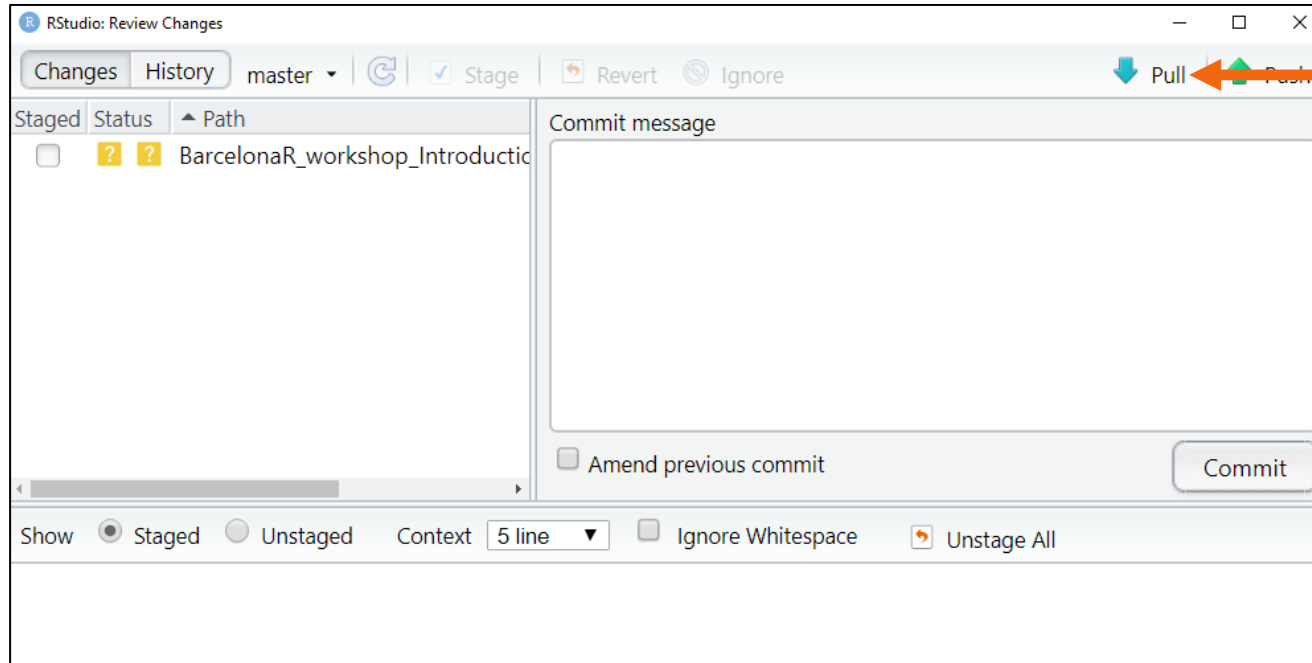 R RStudio: Review Changes
Changes History master Stage Revert Ignore Pull Push
Staged Status Path
? ? BarcelonaR_workshop_Introductic
Commit message
Amend previous commit
Commit
Show Staged Unstaged Context 5 line Ignore Whitespace Unstage All